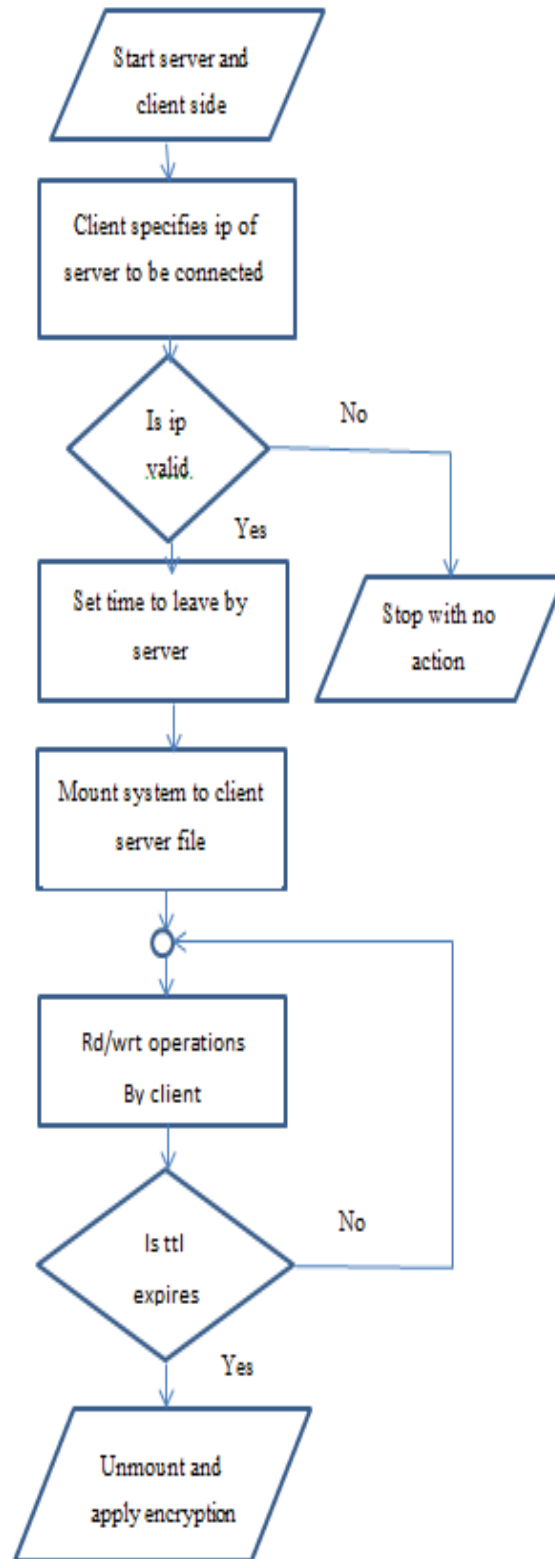 Start server and
client side
Client specifies ip of
server to be connected
Is ip
valid.
No
Yes
Set time to leave by
server
Stop with no
action
Mount system to client
server file
Rd/wrt operations
By client
Is ttl
expires
No
Yes
Unmount and
apply encryption